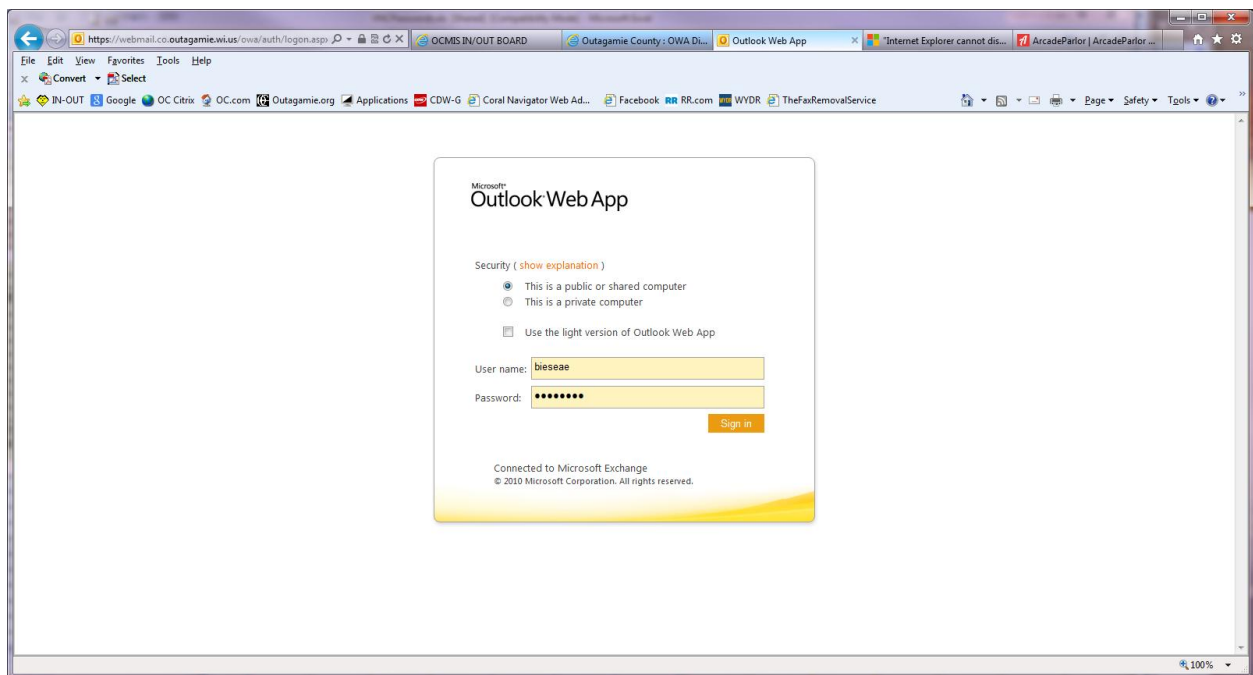 https://webmail.co.outagamie.wi.us/owa/auth/logon.asp
OCMIS IN/OUT BOARD
Outagamie County : OWA Di...
Outlook Web App
"Internet Explorer cannot dis...
ArcadeParlor | ArcadeParlor ...
File Edit View Favorites Tools Help
x Convert Select
IN-OUT Google OC Citrix OC.com Outagamie.org Applications CDW-G Coral Navigator Web Ad... Facebook RR RR.com WYDR TheFaxRemovalService Page Safety Tools
Microsoft
Outlook Web App
Security ( show explanation )
This is a public or shared computer
This is a private computer
Use the light version of Outlook Web App
User name: bieseae
Password: ●●●●●●●●
Sign in
Connected to Microsoft Exchange
© 2010 Microsoft Corporation. All rights reserved.
100%